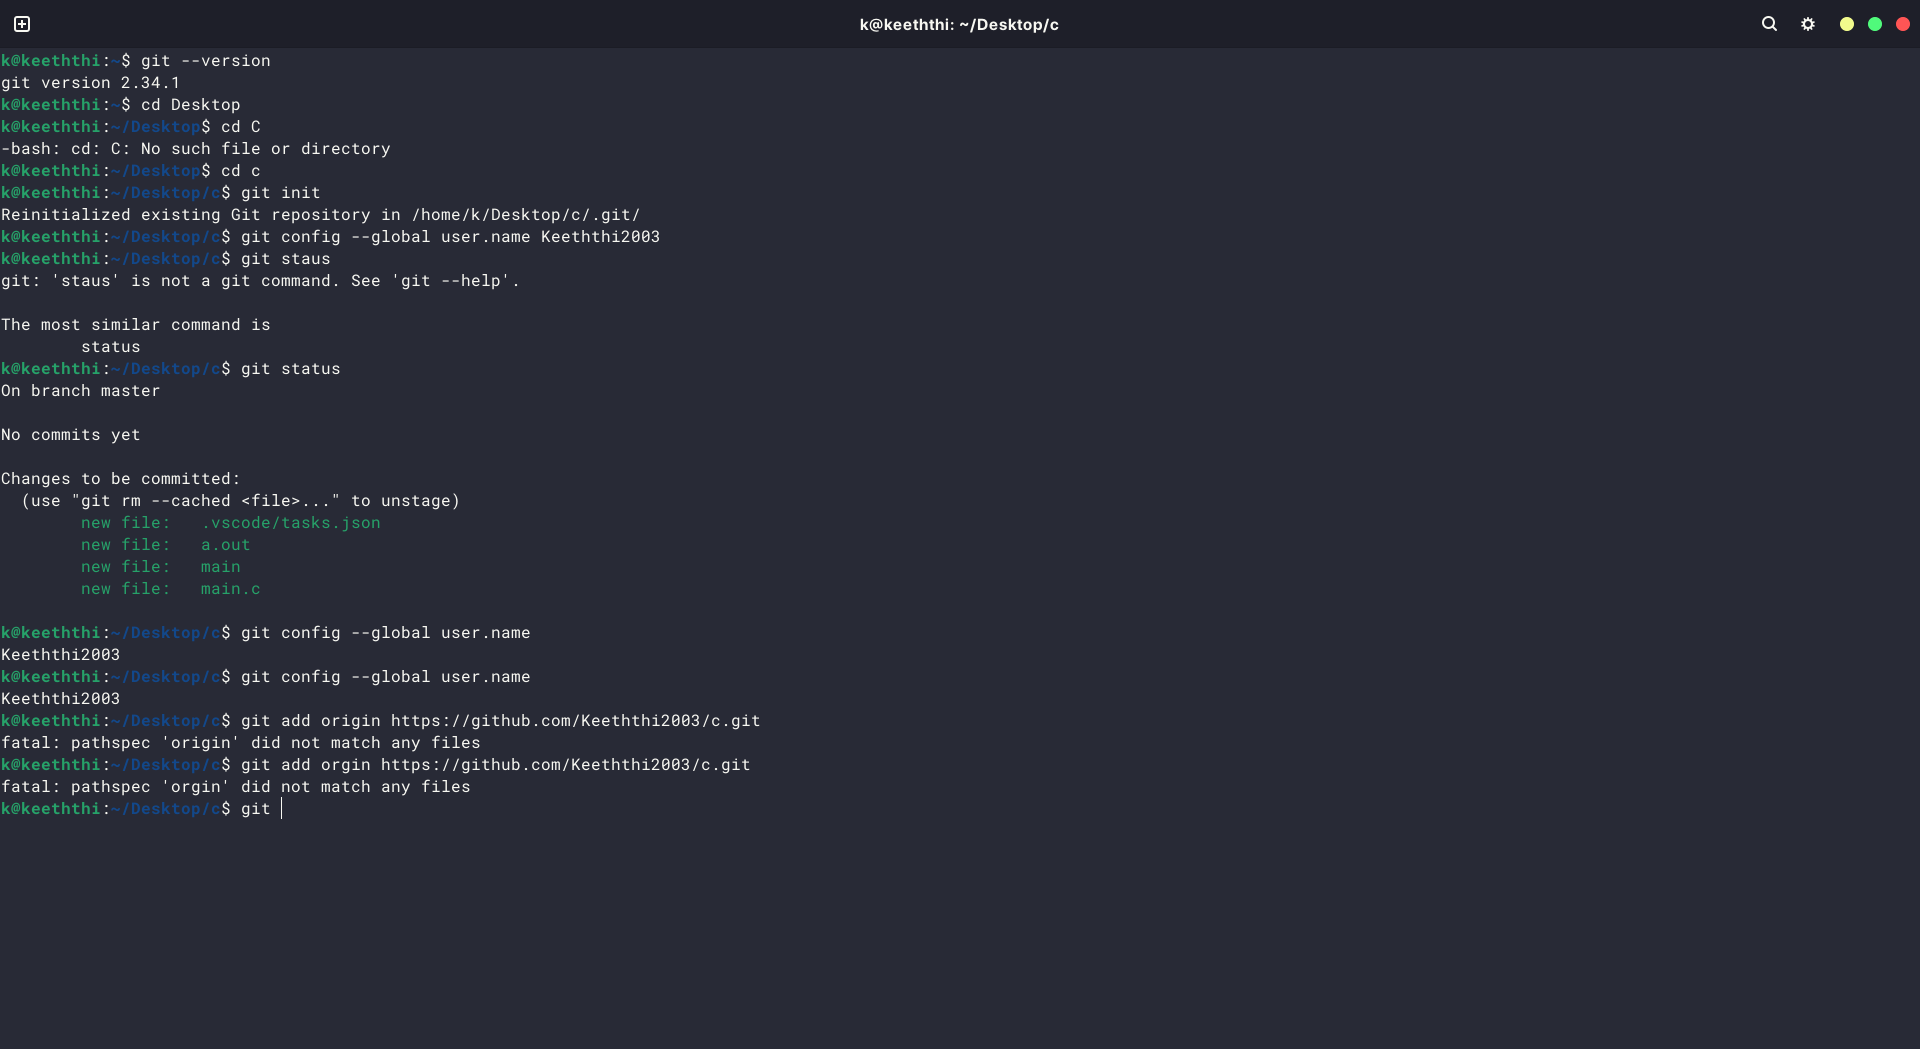 k@keeththi: ~/Desktop/c
k@keeththi:~$ git --version
git version 2.34.1
k@keeththi:~$ cd Desktop
k@keeththi:~/Desktop$ cd C
-bash: cd: C: No such file or directory
k@keeththi:~/Desktop$ cd c
k@keeththi:~/Desktop/c$ git init
Reinitialized existing Git repository in /home/k/Desktop/c/.git/
k@keeththi:~/Desktop/c$ git config --global user.name Keeththi2003
k@keeththi:~/Desktop/c$ git staus
git: 'staus' is not a git command. See 'git --help'.

The most similar command is
        status
k@keeththi:~/Desktop/c$ git status
On branch master

No commits yet

Changes to be committed:
  (use "git rm --cached <file>..." to unstage)
        new file:   .vscode/tasks.json
        new file:   a.out
        new file:   main
        new file:   main.c

k@keeththi:~/Desktop/c$ git config --global user.name
Keeththi2003
k@keeththi:~/Desktop/c$ git config --global user.name
Keeththi2003
k@keeththi:~/Desktop/c$ git add origin https://github.com/Keeththi2003/c.git
fatal: pathspec 'origin' did not match any files
k@keeththi:~/Desktop/c$ git add orgin https://github.com/Keeththi2003/c.git
fatal: pathspec 'orgin' did not match any files
k@keeththi:~/Desktop/c$ git